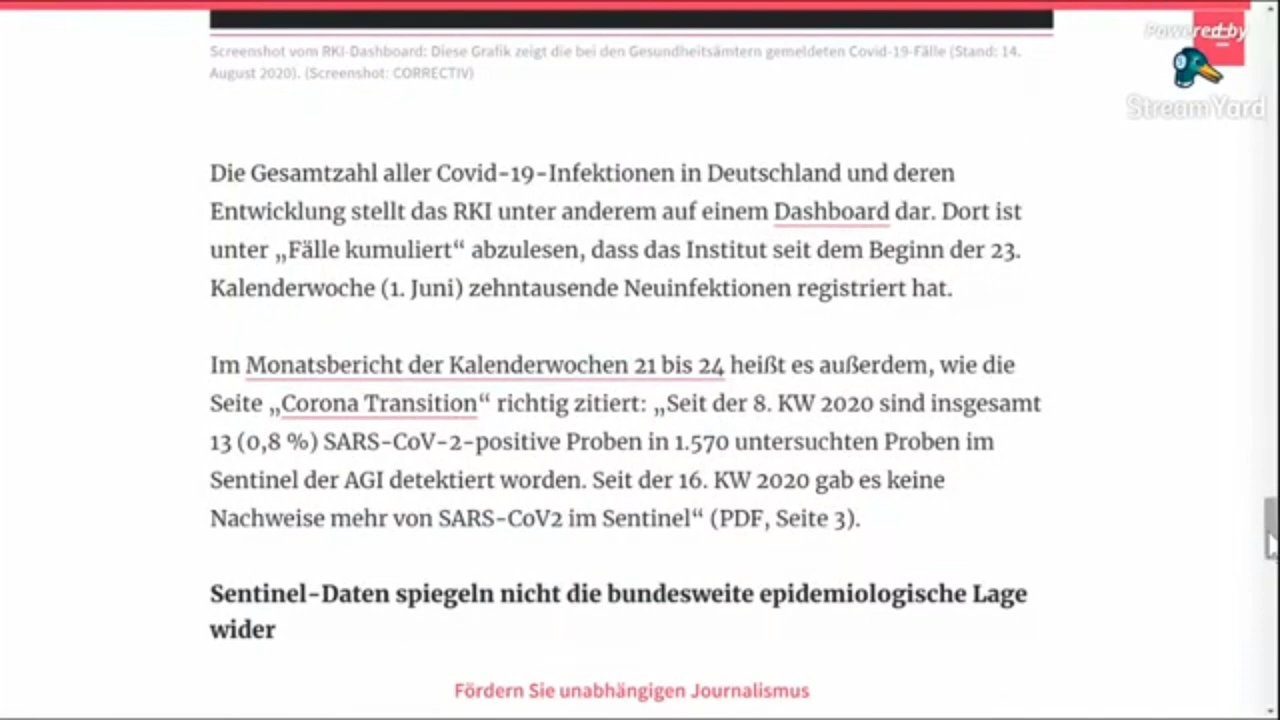 Screenshot vom RKI-Dashboard: Diese Grafik zeigt die bei den Gesundheitsämtern gemeldeten Covid-19-Fälle (Stand: 14.
August 2020). (Screenshot: CORRECTIV)
Powered by
StreamYard
Die Gesamtzahl aller Covid-19-Infektionen in Deutschland und deren
Entwicklung stellt das RKI unter anderem auf einem Dashboard dar. Dort ist
unter „Fälle kumuliert“ abzulesen, dass das Institut seit dem Beginn der 23.
Kalenderwoche (1. Juni) zehntausende Neuinfektionen registriert hat.
Im Monatsbericht der Kalenderwochen 21 bis 24 heißt es außerdem, wie die
Seite „Corona Transition“ richtig zitiert: „Seit der 8. KW 2020 sind insgesamt
13 (0,8 %) SARS-CoV-2-positive Proben in 1.570 untersuchten Proben im
Sentinel der AGI detektiert worden. Seit der 16. KW 2020 gab es keine
Nachweise mehr von SARS-CoV2 im Sentinel“ (PDF, Seite 3).
Sentinel-Daten spiegeln nicht die bundesweite epidemiologische Lage
wider
Fördern Sie unabhängigen Journalismus